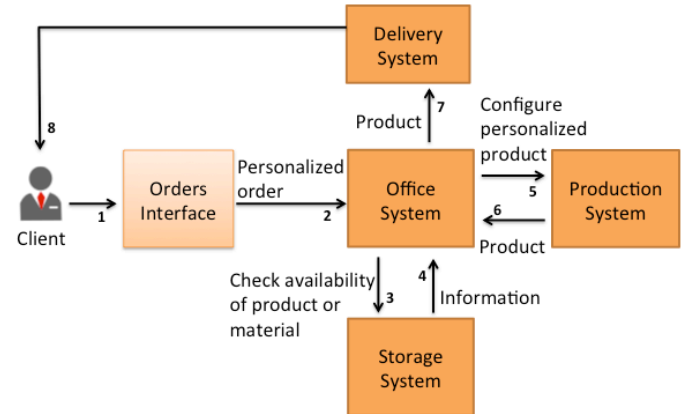 Delivery
System
8
Product
7
Configure
personalized
product
Client
1
Orders
Interface
Personalized
order
2
Office
System
5
6
Product
Production
System
Check availability
of product or
material
3
4
Information
Storage
System